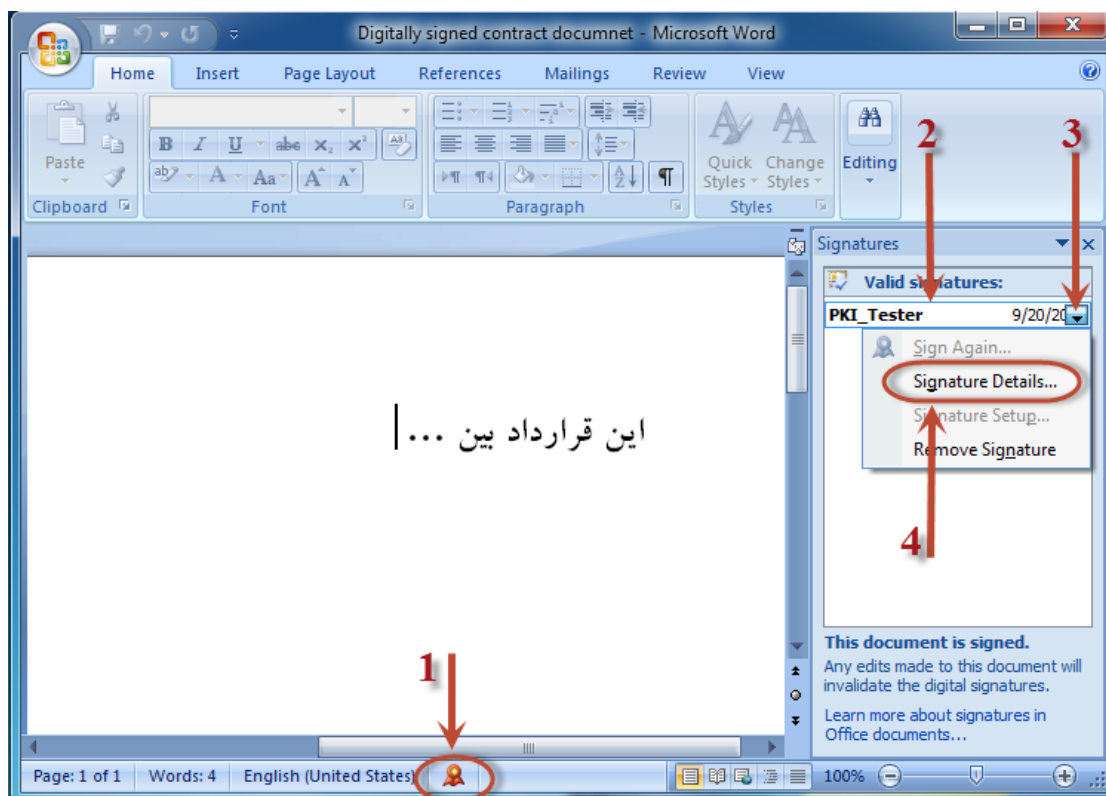 Digitally signed contract documnet - Microsoft Word
Home Insert Page Layout References Mailings Review View
Paste
B I U abc X₂ X²
ab A Aa A A
Quick Styles Change Styles
Editing
Clipboard Font Paragraph Styles
2
3
Signatures
Valid signatures:
PKI_Tester 9/20/20
Sign Again...
Signature Details...
Signature Setup...
Remove Signature
این قرارداد بین ...
4
1
This document is signed.
Any edits made to this document will
invalidate the digital signatures.
Learn more about signatures in
Office documents...
Page: 1 of 1 Words: 4 English (United States) 100%